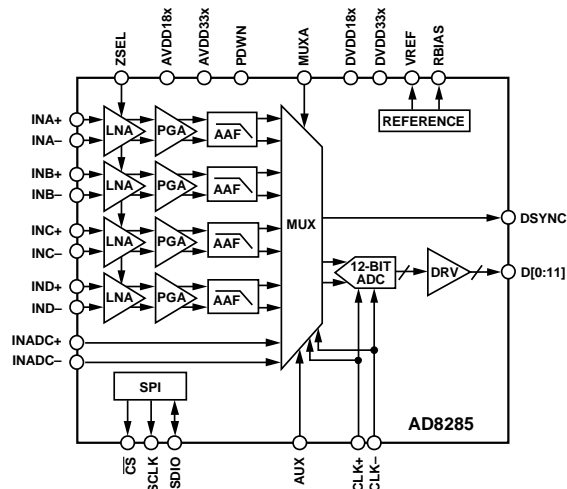 ZSEL
AVDD18x
AVDD33x
PDWN
MUXA
DVDD18x
DVDD33x
VREF
RBIAS
REFERENCE
INA+
INA–
LNA
PGA
AAF
INB+
INB–
LNA
PGA
AAF
INC+
INC–
LNA
PGA
AAF
IND+
IND–
LNA
PGA
AAF
MUX
DSYNC
12-BIT
ADC
DRV
D[0:11]
INADC+
INADC–
SPI
AD8285
CS
SCLK
SDIO
AUX
CLK+
CLK–